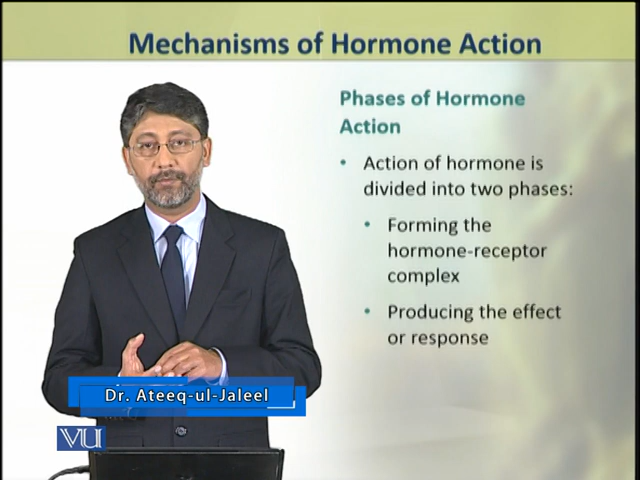 Mechanisms of Hormone Action
Phases of Hormone
Action
• Action of hormone is
divided into two phases:
• Forming the
hormone-receptor
complex
• Producing the effect
or response
Dr. Ateeq-ul-Jaleel
VU